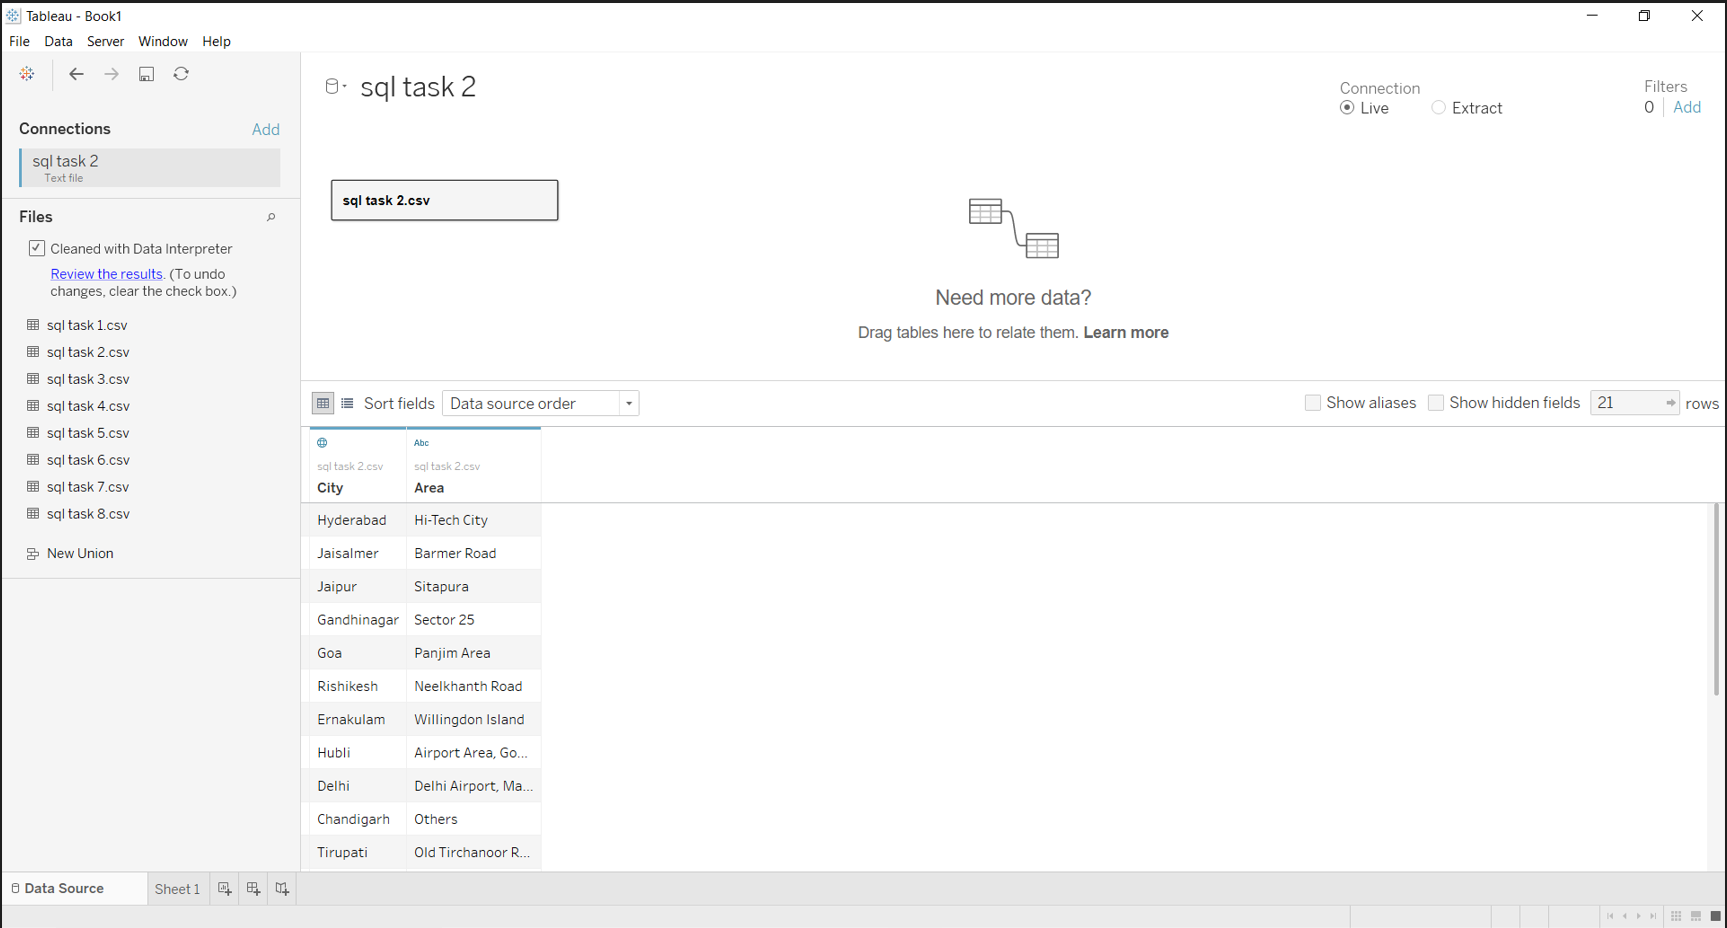 Tableau - Book1
File Data Server Window Help
sql task 2
Connection
Live Extract
Filters
0 Add
Connections Add
sql task 2
Text file
Files
Cleaned with Data Interpreter
Review the results. (To undo
changes, clear the check box.)
sql task 1.csv
sql task 2.csv
sql task 3.csv
sql task 4.csv
sql task 5.csv
sql task 6.csv
sql task 7.csv
sql task 8.csv
New Union
sql task 2.csv
Need more data?
Drag tables here to relate them. Learn more
Sort fields Data source order Show aliases Show hidden fields 21 rows
Abc
sql task 2.csv sql task 2.csv
City Area
Hyderabad Hi-Tech City
Jaisalmer Barmer Road
Jaipur Sitapura
Gandhinagar Sector 25
Goa Panjim Area
Rishikesh Neelkhanth Road
Ernakulam Willingdon Island
Hubli Airport Area, Go...
Delhi Delhi Airport, Ma...
Chandigarh Others
Tirupati Old Tirchanoor R...
Data Source Sheet 1